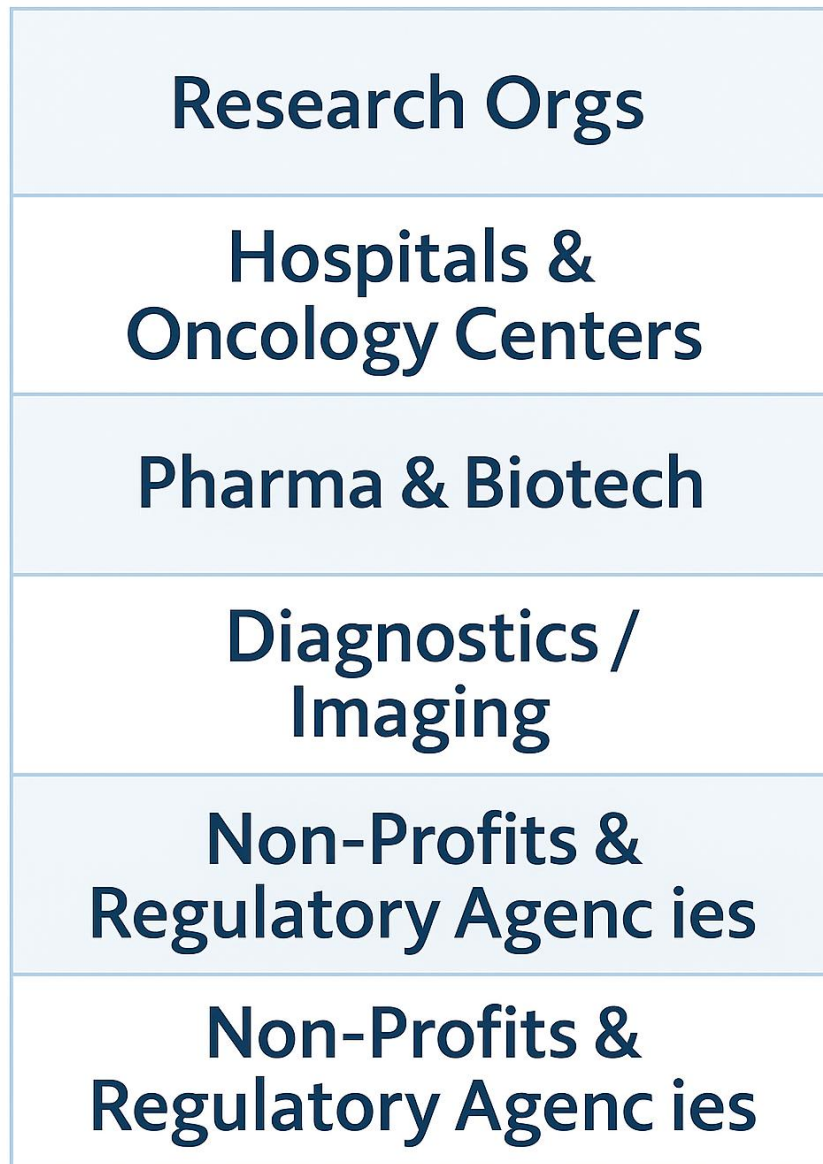 Research Orgs
Hospitals &
Oncology Centers
Pharma & Biotech
Diagnostics /
Imaging
Non-Profits &
Regulatory Agenc ies
Non-Profits &
Regulatory Agenc ies